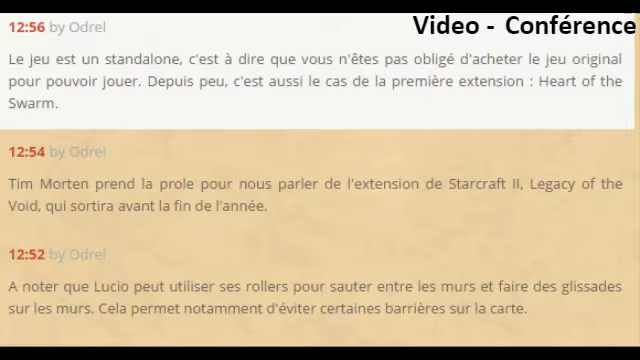 Video - Conférence
12:56 by Odrel
Le jeu est un standalone, c'est à dire que vous n'êtes pas obligé d'acheter le jeu original
pour pouvoir jouer. Depuis peu, c'est aussi le cas de la première extension : Heart of the
Swarm.
12:54 by Odrel
Tim Morten prend la prole pour nous parler de l'extension de Starcraft II, Legacy of the
Void, qui sortira avant la fin de l'année.
12:52 by Odrel
A noter que Lucio peut utiliser ses rollers pour sauter entre les murs et faire des glissades
sur les murs. Cela permet notamment d'éviter certaines barrières sur la carte.